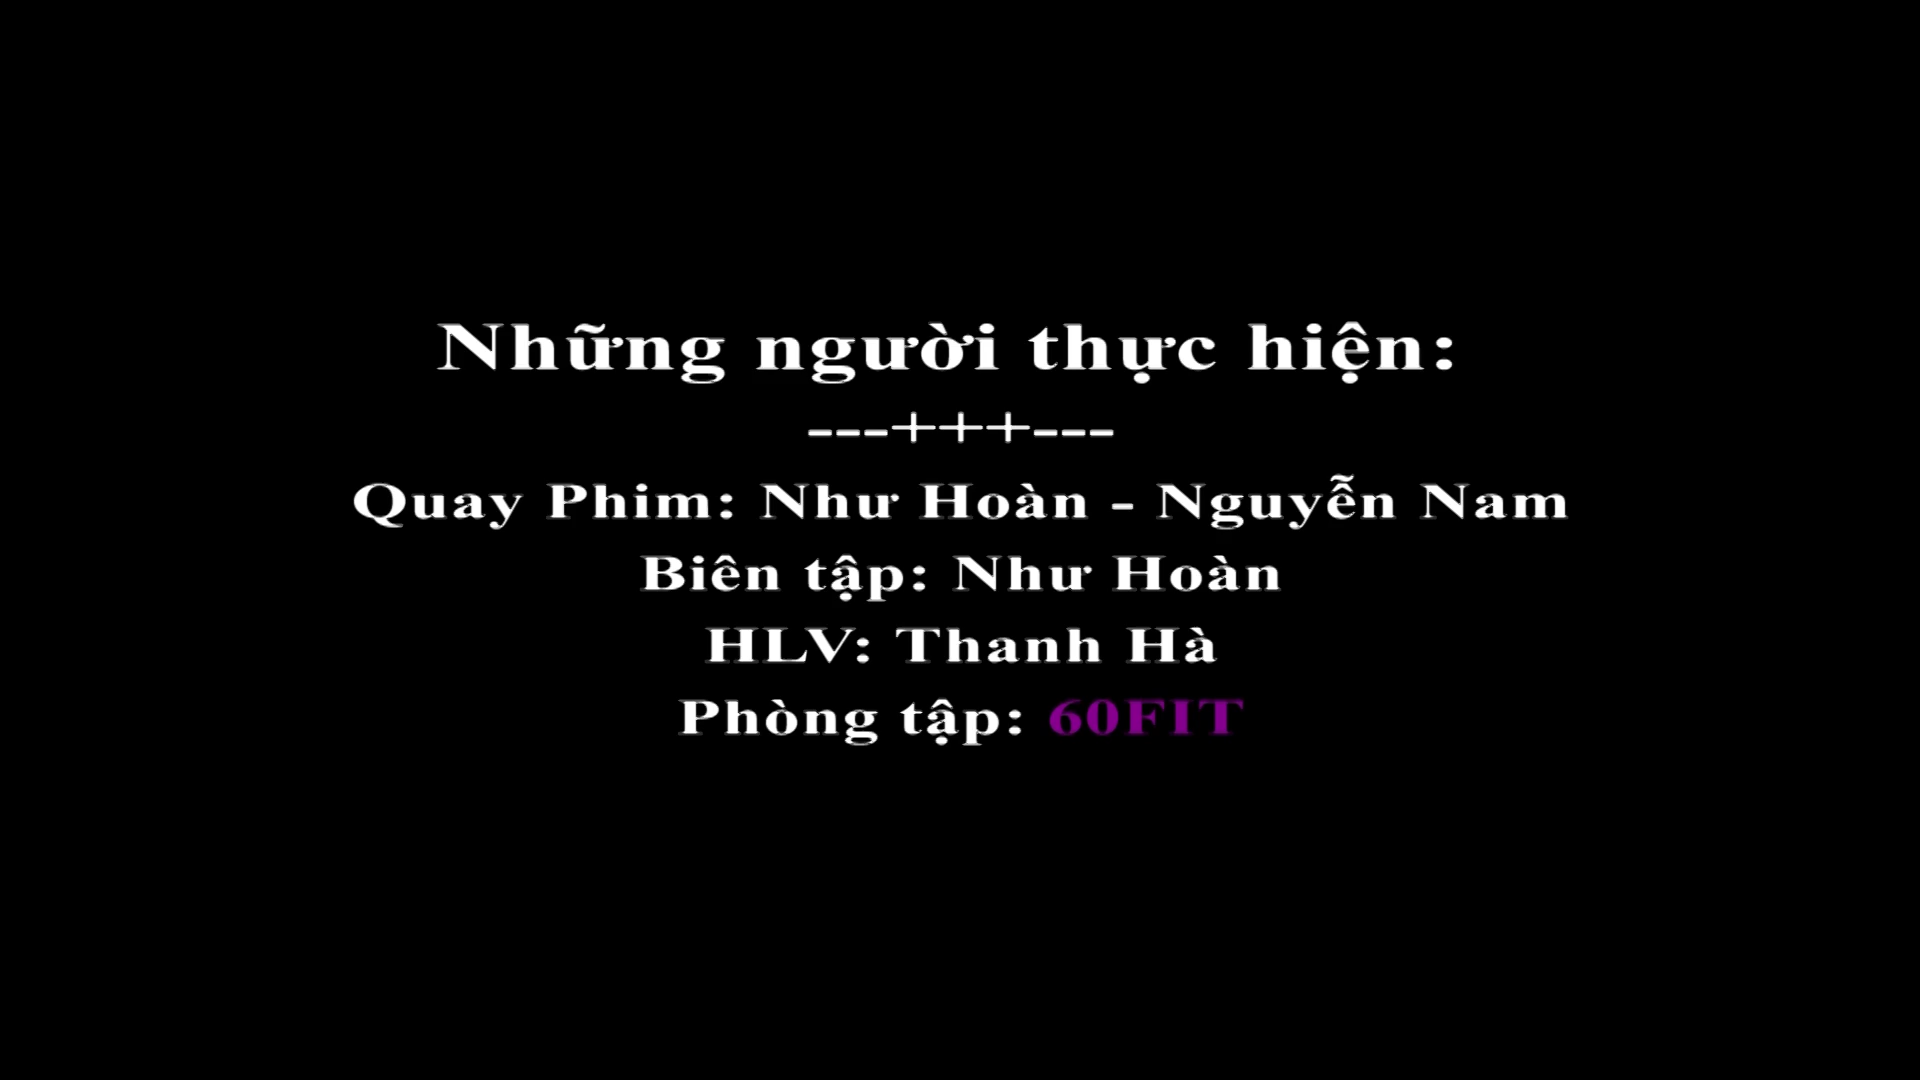 Những người thực hiện:
---+++---
Quay Phim: Như Hoàn - Nguyễn Nam
Biên tập: Như Hoàn
HLV: Thanh Hà
Phòng tập: 60FIT